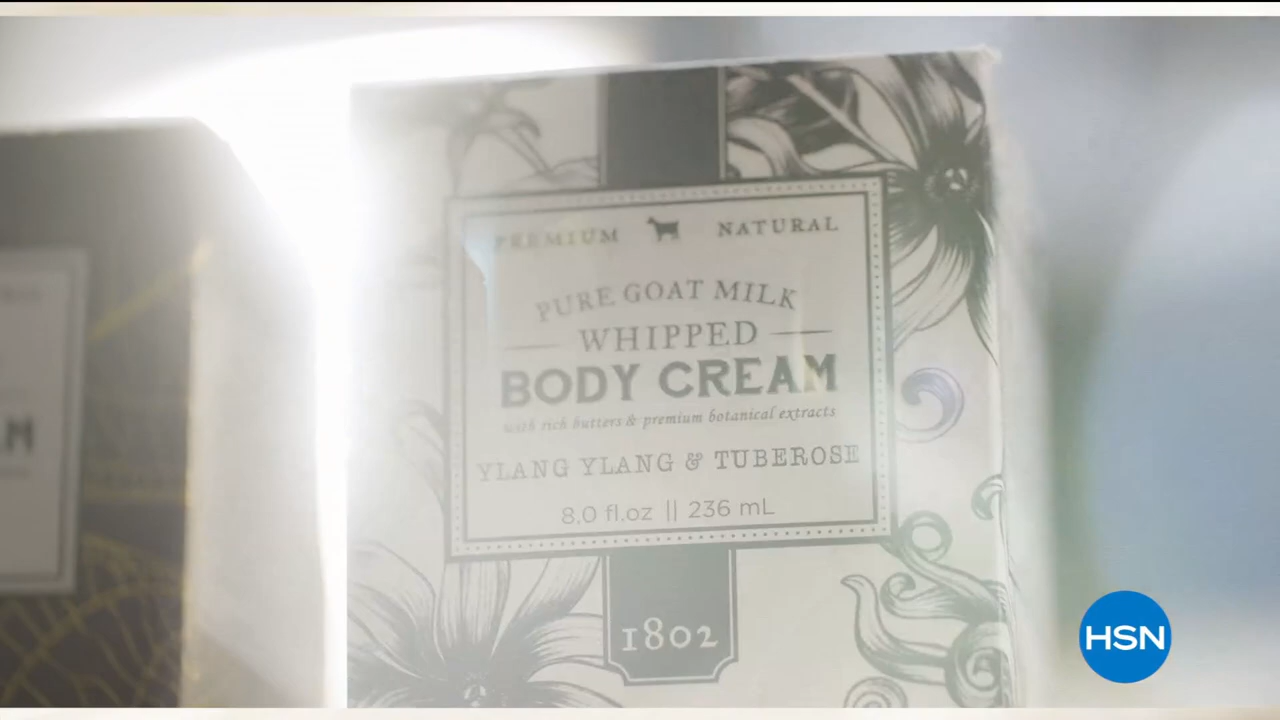 PREMIUM NATURAL
PURE GOAT MILK
WHIPPED
BODY CREAM
with rich butters & premium botanical extracts
YLANG YLANG & TUBEROSE
8.0 fl.oz || 236 mL
1802
HSN